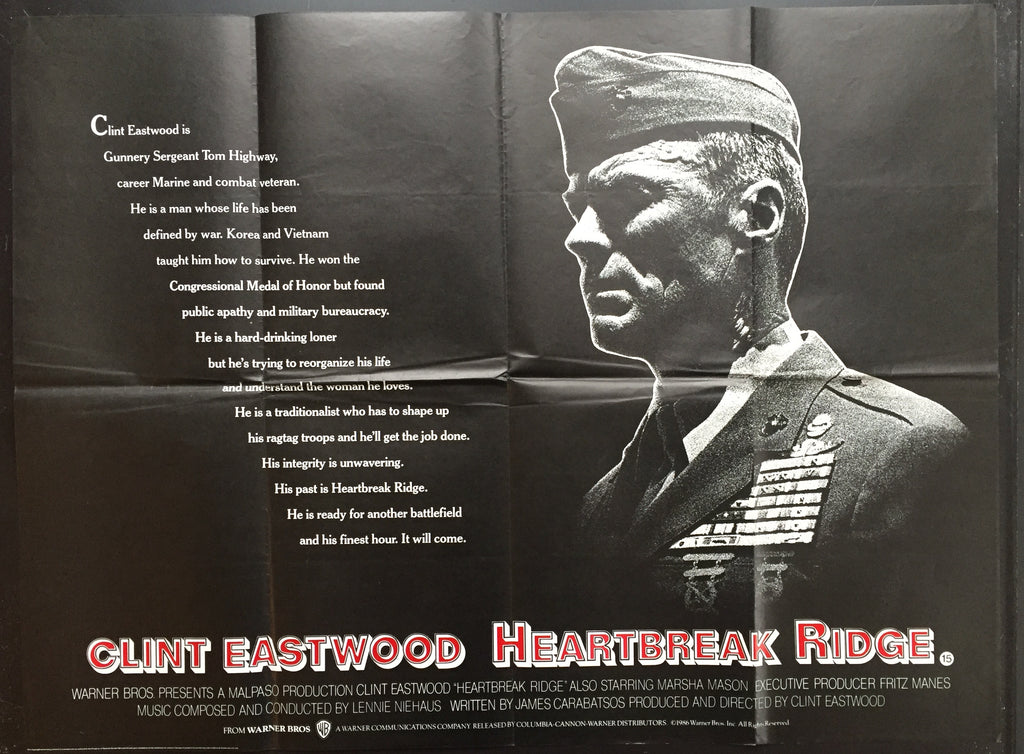 Clint Eastwood is
Gunnery Sergeant Tom Highway,
career Marine and combat veteran.
He is a man whose life has been
defined by war. Korea and Vietnam
taught him how to survive. He won the
Congressional Medal of Honor but found
public apathy and military bureaucracy.
He is a hard-drinking loner
but he's trying to reorganize his life
and understand the woman he loves.
He is a traditionalist who has to shape up
his ragtag troops and he'll get the job done.
His integrity is unwavering.
His past is Heartbreak Ridge.
He is ready for another battlefield
and his finest hour. It will come.
CLINT EASTWOOD HEARTBREAK RIDGE. 15
WARNER BROS. PRESENTS A MALPASO PRODUCTION CLINT EASTWOOD "HEARTBREAK RIDGE" ALSO STARRING MARSHA MASON EXECUTIVE PRODUCER FRITZ MANES
MUSIC COMPOSED AND CONDUCTED BY LENNIE NIEHAUS WRITTEN BY JAMES CARABATSOS PRODUCED AND DIRECTED BY CLINT EASTWOOD
FROM WARNER BROS WB A WARNER COMMUNICATIONS COMPANY RELEASED BY COLUMBIA-CANNON-WARNER DISTRIBUTORS. ©1986 Warner Bros. Inc. All Rights Reserved